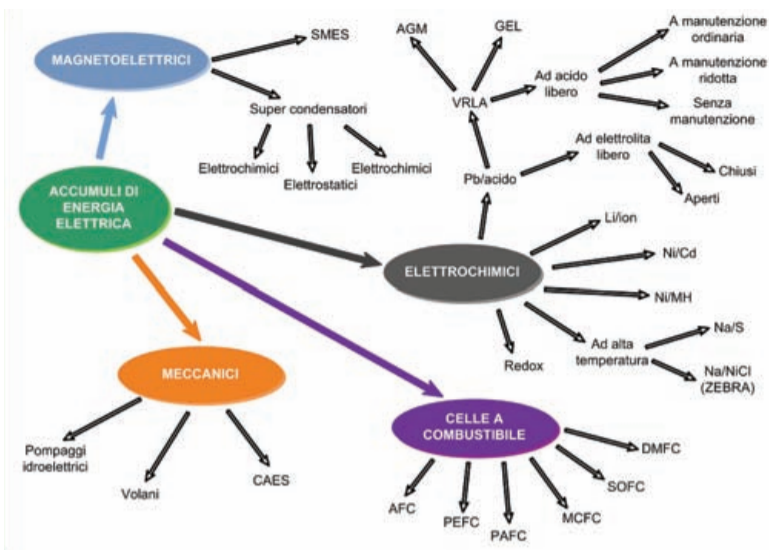 MAGNETOELETTRICI
SMES
Super condensatori
Elettrochimici
Elettrostatici
Elettrochimici
ACCUMULI DI
ENERGIA
ELETTRICA
AGM
GEL
VRLA
Ad acido
libero
A manutenzione
ordinaria
A manutenzione
ridotta
Senza
manutenzione
Pb/acido
Ad elettrolita
libero
Chiusi
Aperti
ELETTROCHIMICI
Li/ion
Ni/Cd
Ni/MH
Ad alta
temperatura
Na/S
Na/NiCl
(ZEBRA)
Redox
MECCANICI
Pompaggi
idroelettrici
Volani
CAES
CELLE A
COMBUSTIBILE
AFC
PEFC
PAFC
MCFC
SOFC
DMFC